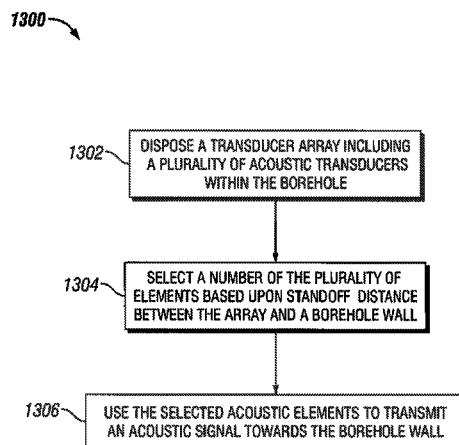 1300
1302
DISPOSE A TRANSDUCER ARRAY INCLUDING
A PLURALITY OF ACOUSTIC TRANSDUCERS
WITHIN THE BOREHOLE
1304
SELECT A NUMBER OF THE PLURALITY OF
ELEMENTS BASED UPON STANDOFF DISTANCE
BETWEEN THE ARRAY AND A BOREHOLE WALL
1306
USE THE SELECTED ACOUSTIC ELEMENTS TO TRANSMIT
AN ACOUSTIC SIGNAL TOWARDS THE BOREHOLE WALL